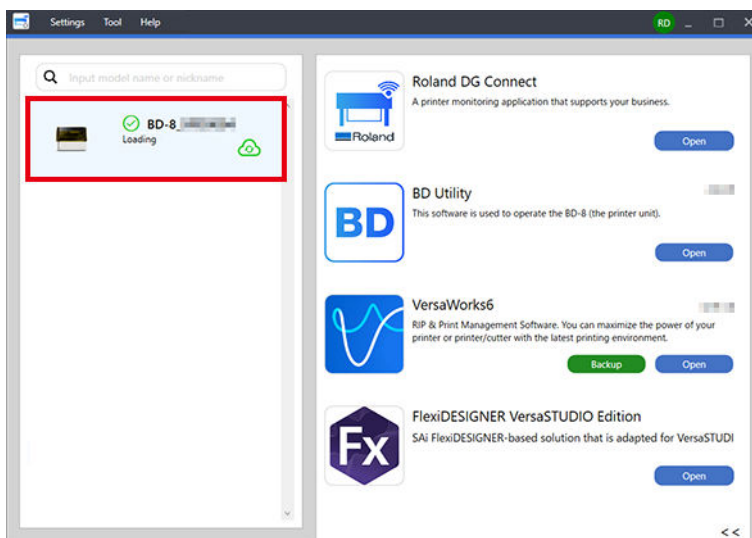 Settings Tool Help RD
Input model name or nickname
BD-8_
Loading
Roland DG Connect
A printer monitoring application that supports your business.
Roland
Open
BD Utility
This software is used to operate the BD-8 (the printer unit).
BD
Open
VersaWorks6
RIP & Print Management Software. You can maximize the power of your
printer or printer/cutter with the latest printing environment.
Backup Open
FlexiDESIGNER VersaSTUDIO Edition
SAi FlexiDESIGNER-based solution that is adapted for VersaSTUDI
Fx
Open
<<